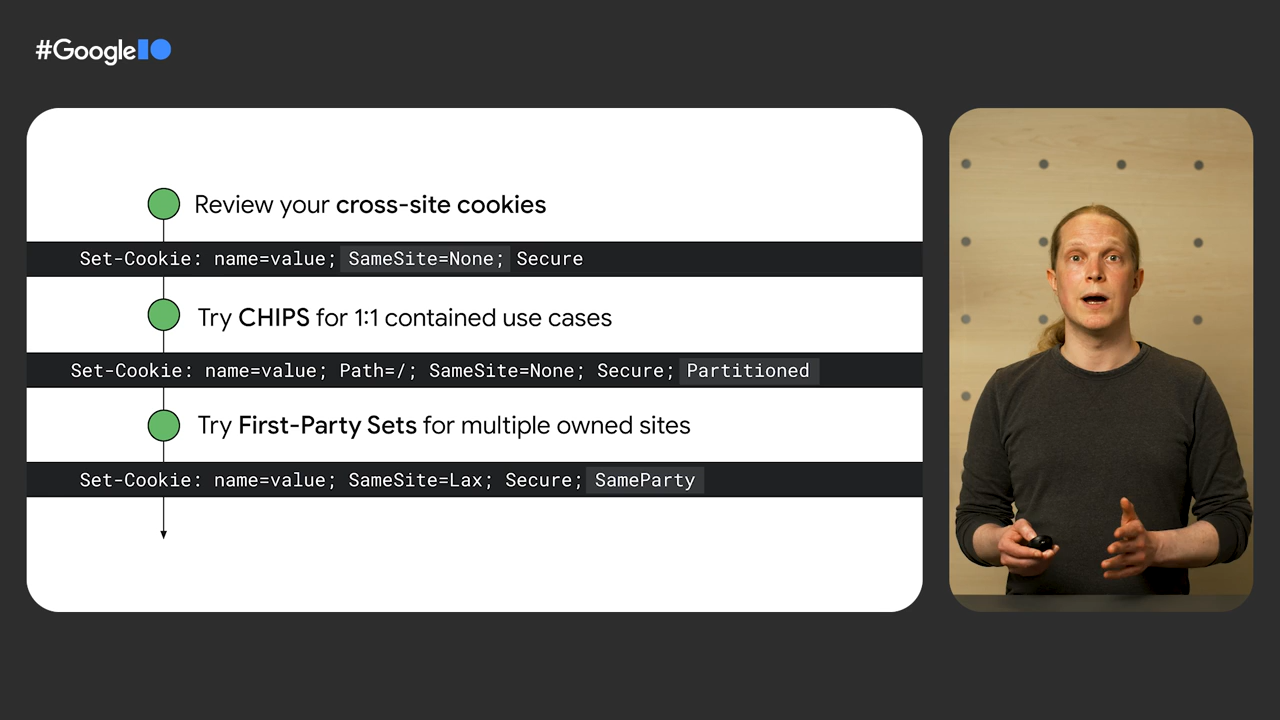 #GoogleIO
Review your cross-site cookies
Set-Cookie: name=value; SameSite=None; Secure
Try CHIPS for 1:1 contained use cases
Set-Cookie: name=value; Path=/; SameSite=None; Secure; Partitioned
Try First-Party Sets for multiple owned sites
Set-Cookie: name=value; SameSite=Lax; Secure; SameParty